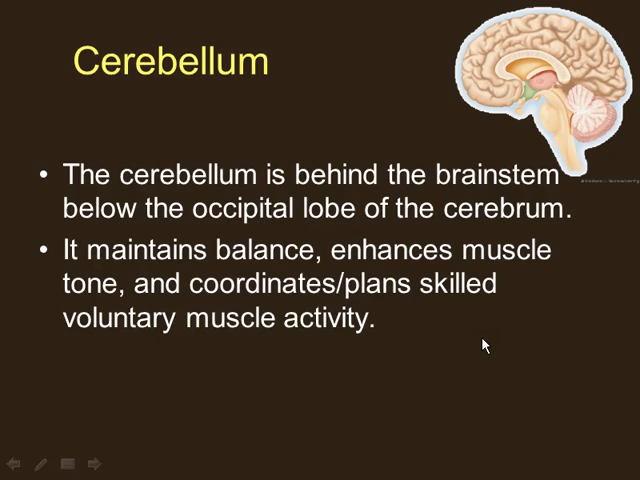 Cerebellum
• The cerebellum is behind the brainstem
below the occipital lobe of the cerebrum.
• It maintains balance, enhances muscle
tone, and coordinates/plans skilled
voluntary muscle activity.